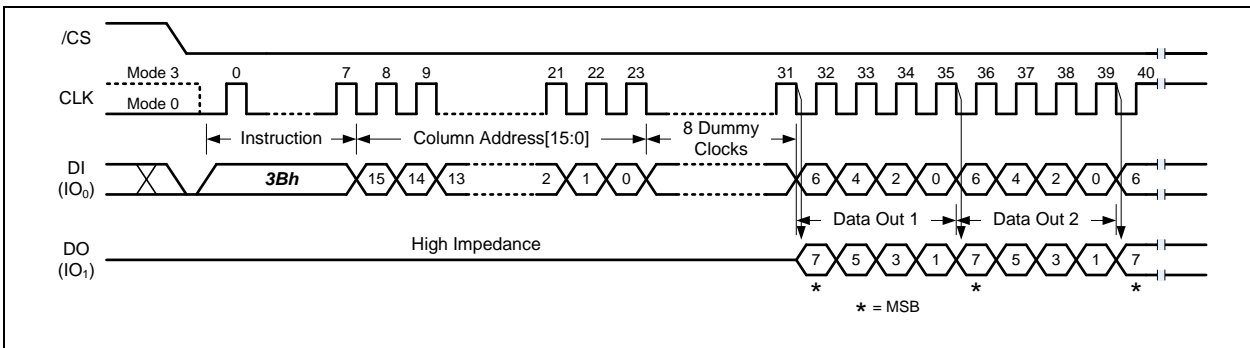 /CS
Mode 3 0 7 8 9 21 22 23 31 32 33 34 35 36 37 38 39 40
CLK
Mode 0
Instruction Column Address[15:0] 8 Dummy
Clocks
DI
(IO0) 3Bh 15 14 13 2 1 0 6 4 2 0 6 4 2 0 6
Data Out 1 Data Out 2
High Impedance
DO
(IO1) 7 5 3 1 7 5 3 1 7
* * *
* = MSB